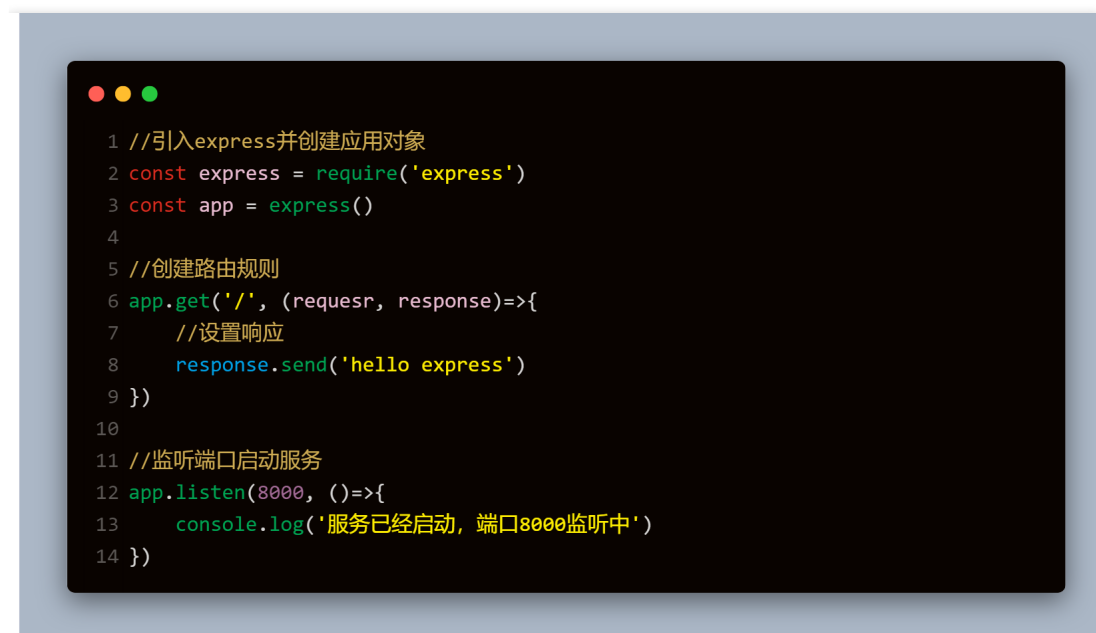 1 //引入express并创建应用对象
2 const express = require('express')
3 const app = express()
4
5 //创建路由规则
6 app.get('/', (requesr, response)=>{
7     //设置响应
8     response.send('hello express')
9 })
10
11 //监听端口启动服务
12 app.listen(8000, ()=>{
13     console.log('服务已经启动, 端口8000监听中')
14 })